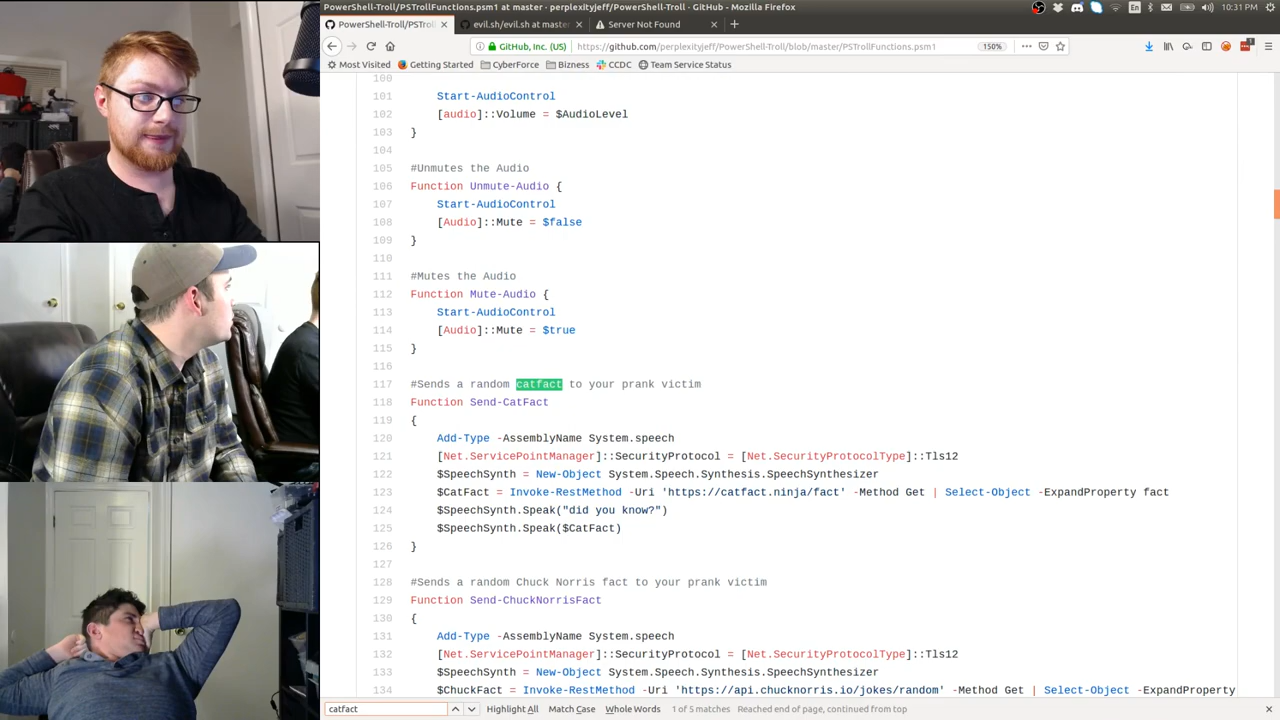 PowerShell-Troll/PSTrollFunctions.psm1 at master · perplexityjeff/PowerShell-Troll · GitHub - Mozilla Firefox
En
10:31 PM
PowerShell-Troll/PSTrol
evil.sh/evil.sh at master
Server Not Found
GitHub, Inc. (US)
https://github.com/perplexityjeff/PowerShell-Troll/blob/master/PSTrollFunctions.psm1
150%
Most Visited
Getting Started
CyberForce
Bizness
CCDC
Team Service Status
100
101 Start-AudioControl
102 [audio]::Volume = $AudioLevel
103 }
104
105 #Unmutes the Audio
106 Function Unmute-Audio {
107 Start-AudioControl
108 [Audio]::Mute = $false
109 }
110
111 #Mutes the Audio
112 Function Mute-Audio {
113 Start-AudioControl
114 [Audio]::Mute = $true
115 }
116
117 #Sends a random catfact to your prank victim
118 Function Send-CatFact
119 {
120 Add-Type -AssemblyName System.speech
121 [Net.ServicePointManager]::SecurityProtocol = [Net.SecurityProtocolType]::Tls12
122 $SpeechSynth = New-Object System.Speech.Synthesis.SpeechSynthesizer
123 $CatFact = Invoke-RestMethod -Uri 'https://catfact.ninja/fact' -Method Get | Select-Object -ExpandProperty fact
124 $SpeechSynth.Speak("did you know?")
125 $SpeechSynth.Speak($CatFact)
126 }
127
128 #Sends a random Chuck Norris fact to your prank victim
129 Function Send-ChuckNorrisFact
130 {
131 Add-Type -AssemblyName System.speech
132 [Net.ServicePointManager]::SecurityProtocol = [Net.SecurityProtocolType]::Tls12
133 $SpeechSynth = New-Object System.Speech.Synthesis.SpeechSynthesizer
134 $ChuckFact = Invoke-RestMethod -Uri 'https://api.chucknorris.io/jokes/random' -Method Get | Select-Object -ExpandProperty
catfact
Highlight All
Match Case
Whole Words
1 of 5 matches
Reached end of page, continued from top